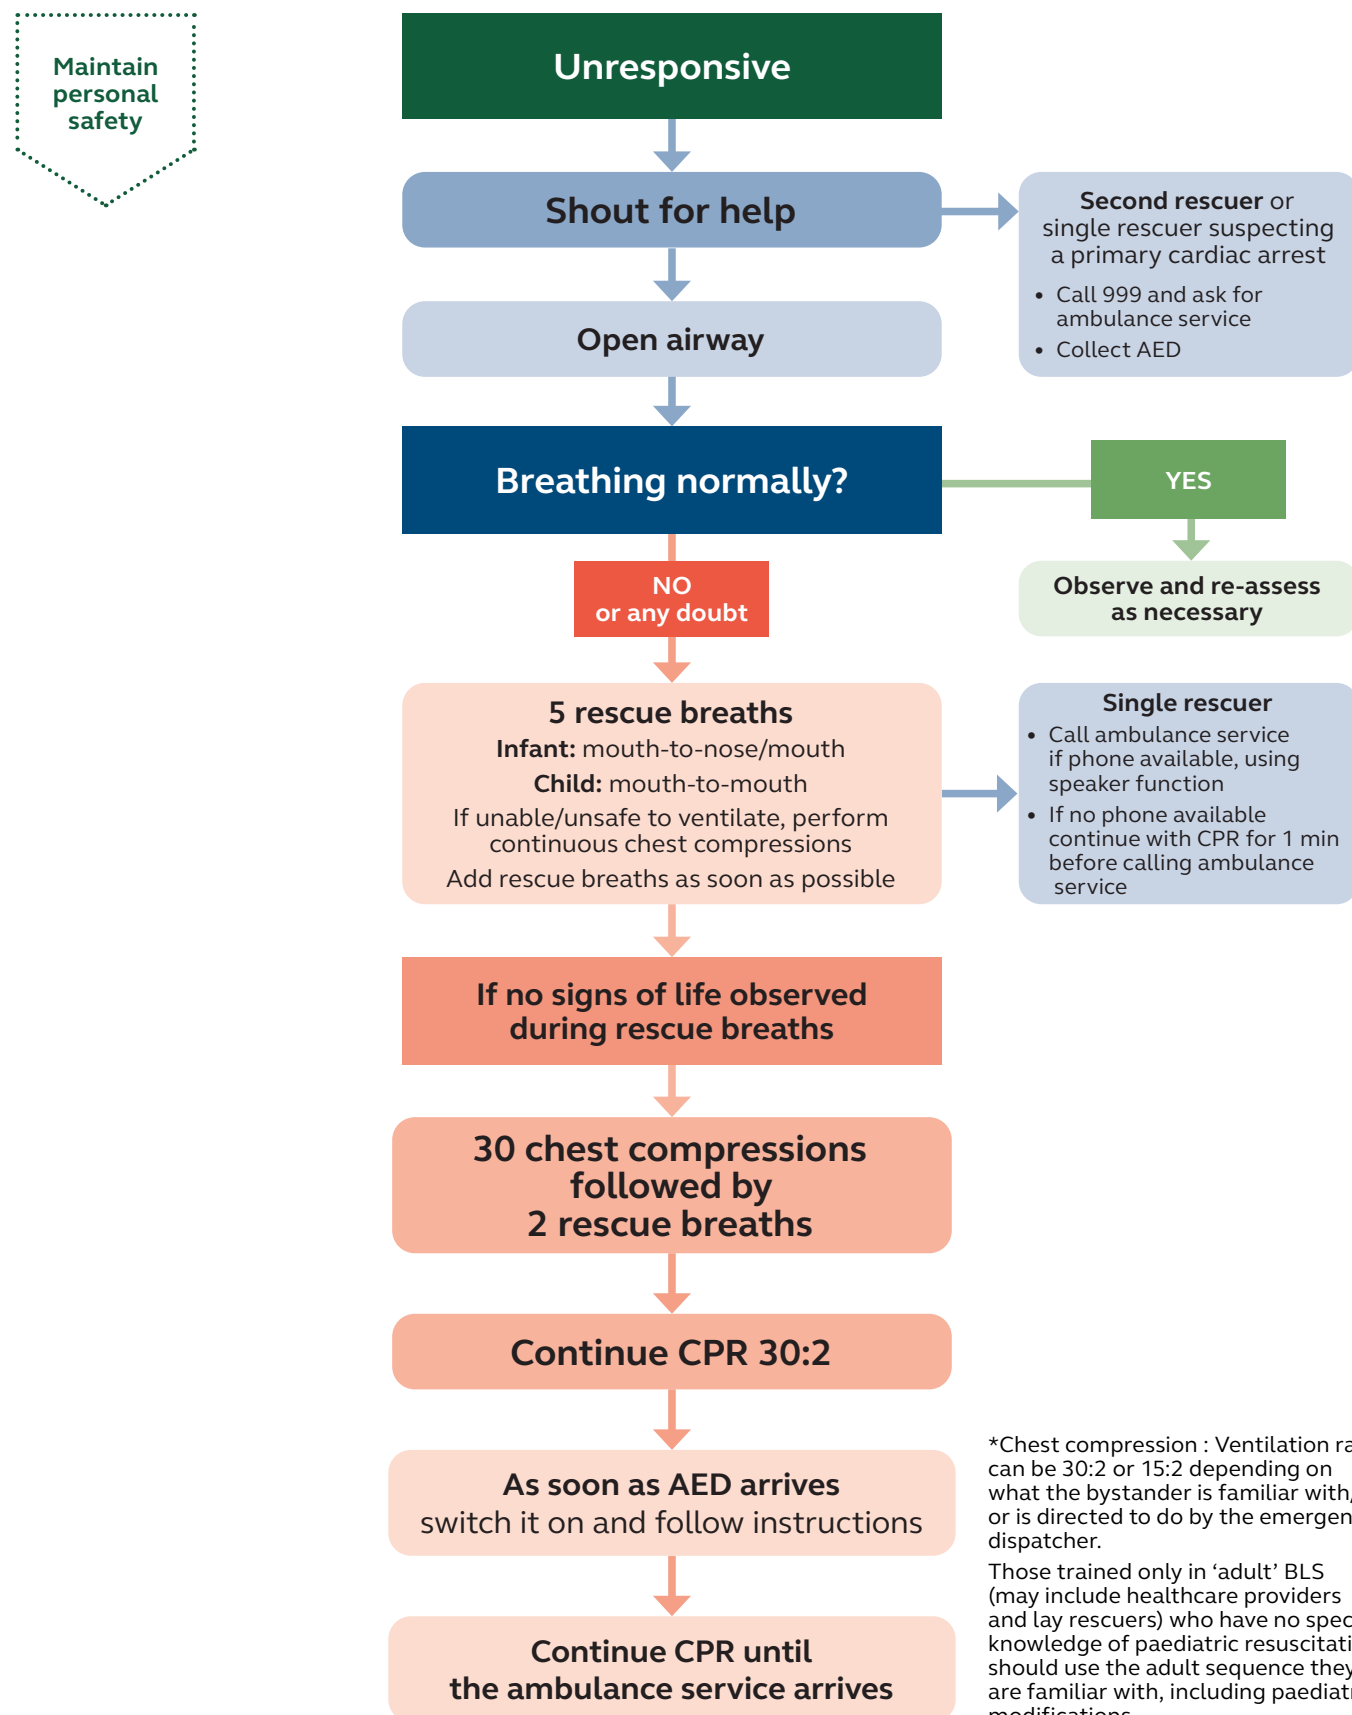 Maintain
personal
safety
Unresponsive
Shout for help
Second rescuer or
single rescuer suspecting
a primary cardiac arrest
• Call 999 and ask for
ambulance service
• Collect AED
Open airway
Breathing normally?
YES
Observe and re-assess
as necessary
NO
or any doubt
5 rescue breaths
Infant: mouth-to-nose/mouth
Child: mouth-to-mouth
If unable/unsafe to ventilate, perform
continuous chest compressions
Add rescue breaths as soon as possible
Single rescuer
• Call ambulance service
if phone available, using
speaker function
• If no phone available
continue with CPR for 1 min
before calling ambulance
service
If no signs of life observed
during rescue breaths
30 chest compressions
followed by
2 rescue breaths
Continue CPR 30:2
As soon as AED arrives
switch it on and follow instructions
Continue CPR until
the ambulance service arrives
*Chest compression : Ventilation
can be 30:2 or 15:2 depending on
what the bystander is familiar with,
or is directed to do by the
dispatcher.
Those trained only in ‘adult’ BLS
(may include healthcare providers
and lay rescuers) who have no
knowledge of paediatric
should use the adult sequence they
are familiar with, including